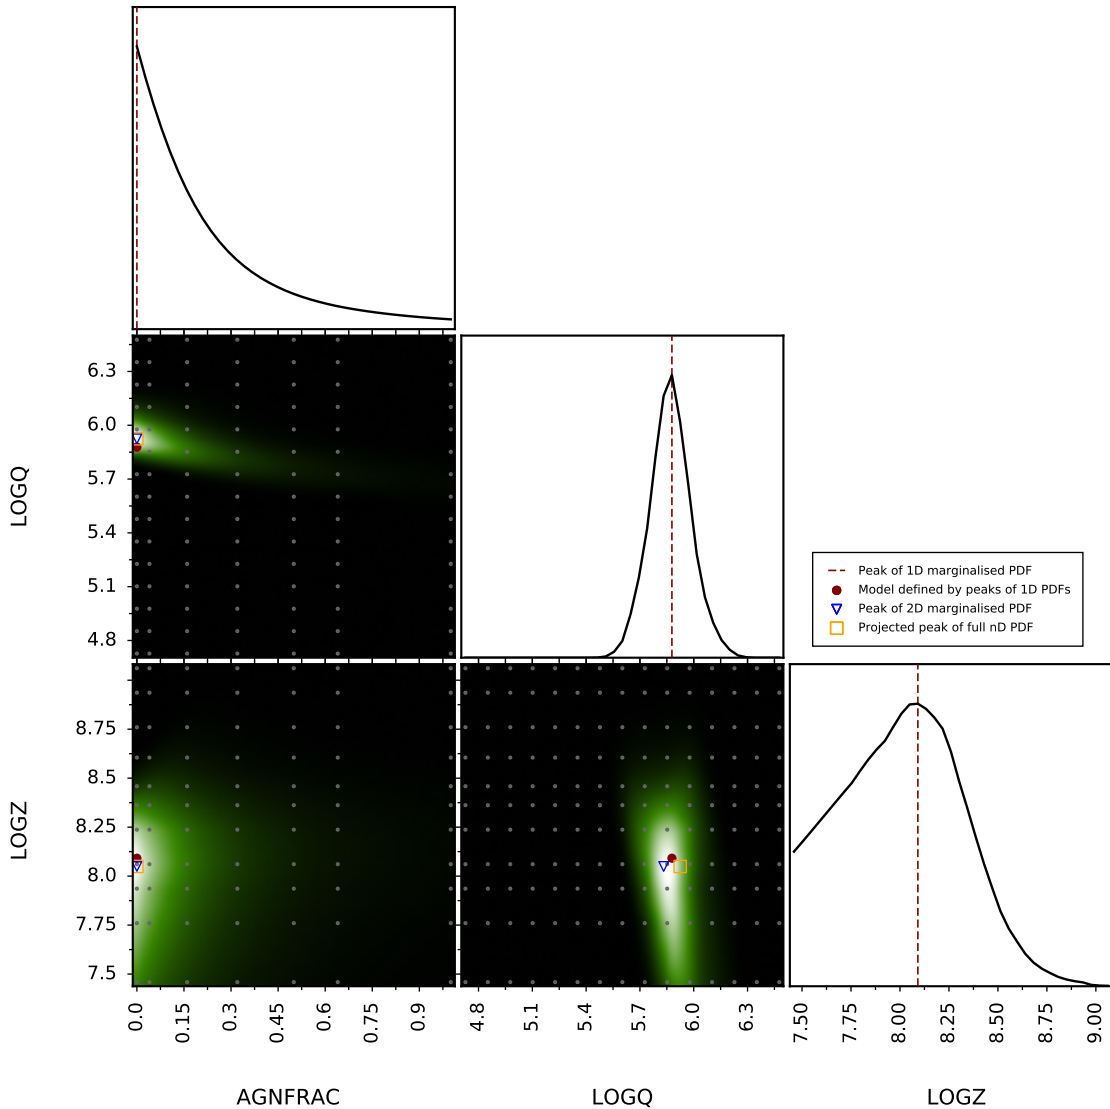 6.3
6.0
5.7
5.4
5.1
4.8
LOGQ
Peak of 1D marginalised PDF
Model defined by peaks of 1D PDFs
Peak of 2D marginalised PDF
Projected peak of full nD PDF
8.75
8.5
8.25
8.0
7.75
7.5
LOGZ
0.0 0.15 0.3 0.45 0.6 0.75 0.9
4.8 5.1 5.4 5.7 6.0 6.3
7.50 7.75 8.00 8.25 8.50 8.75 9.00
AGNFRAC LOGQ LOGZ